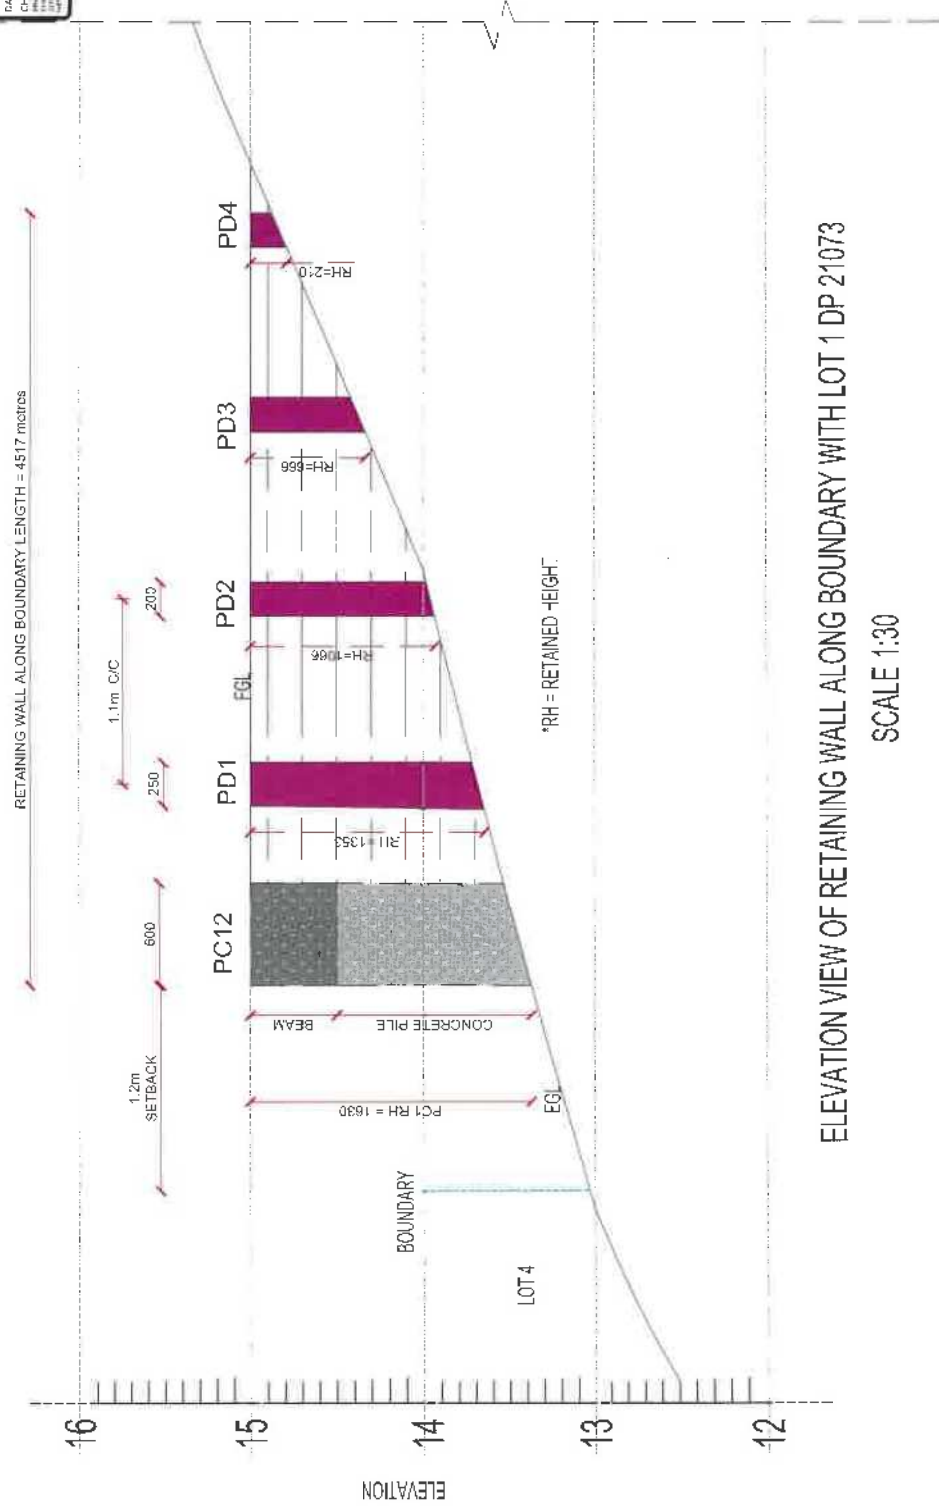 RETAINING WALL ALONG BOUNDARY LENGTH = 4517 metres
1.1m C/C
1.2m
SETBACK
600
250
200
PC12
PD1
PD2
PD3
PD4
FGL
BEAM
CONCRETE PILE
PC1 RH = 1630
RH = 1353
RH=1066
RH=666
RH=210
EGL
BOUNDARY
LOT 4
*RH = RETAINED HEIGHT
16
15
14
13
12
ELEVATION
ELEVATION VIEW OF RETAINING WALL ALONG BOUNDARY WITH LOT 1 DP 21073
SCALE 1:30